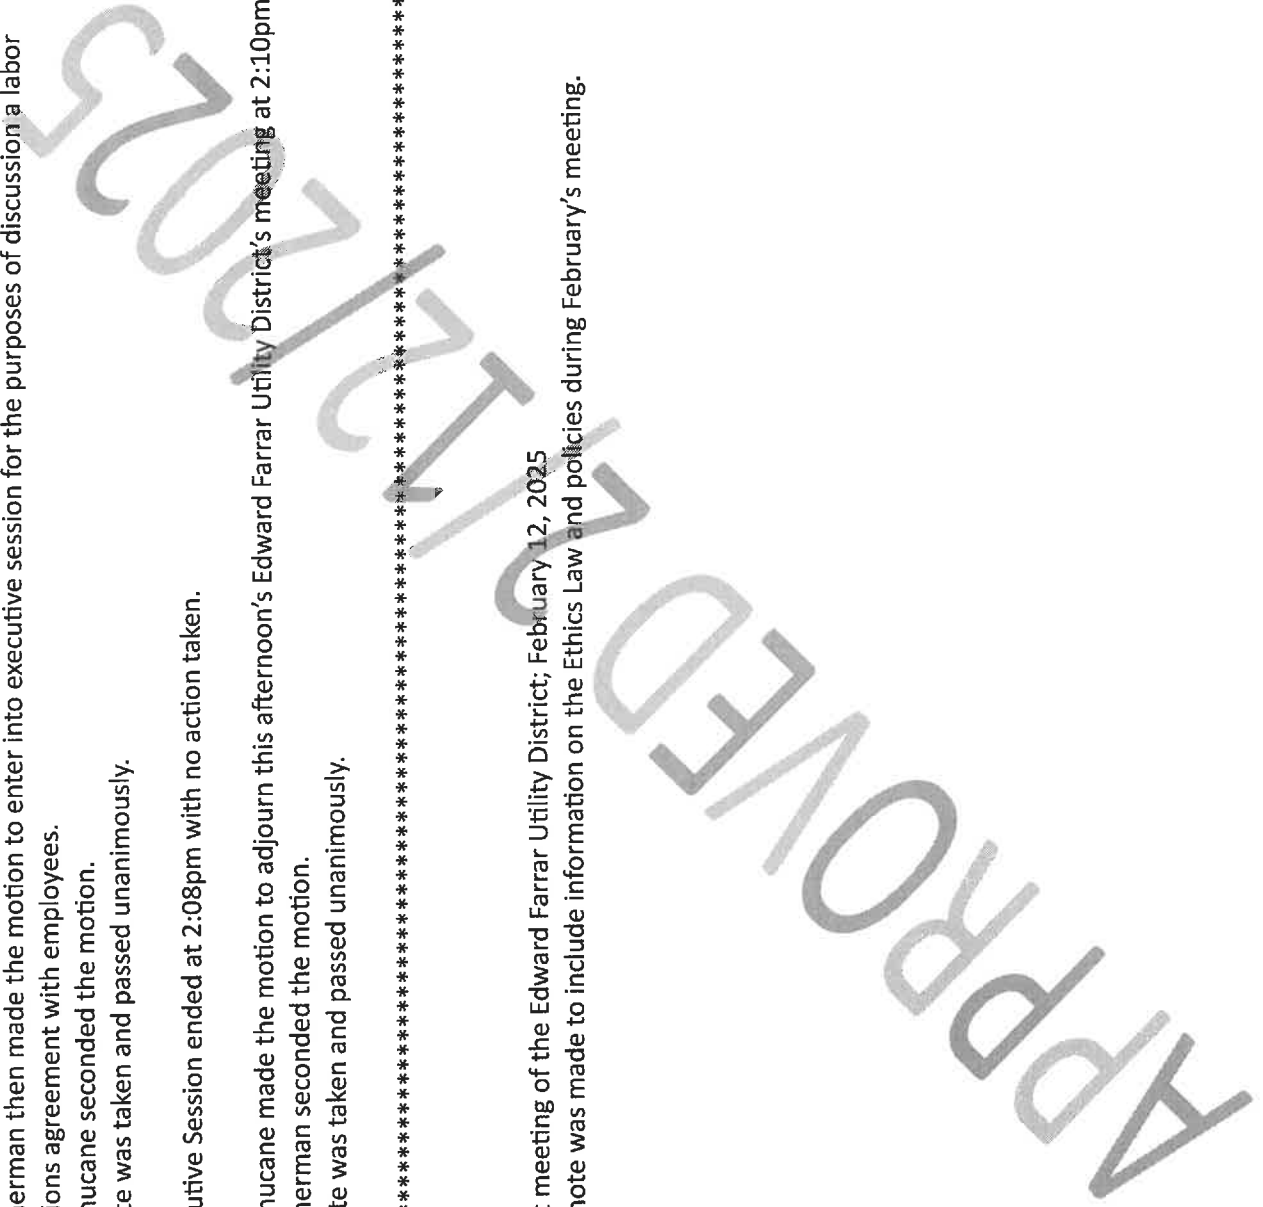 erman then made the motion to enter into executive session for the purposes of discussion a labor
ions agreement with employees.
nucane seconded the motion.
te was taken and passed unanimously.
utive Session ended at 2:08pm with no action taken.
nucane made the motion to adjourn this afternoon's Edward Farrar Utility District's meeting at 2:10pm
herman seconded the motion.
te was taken and passed unanimously.
meeting of the Edward Farrar Utility District; February 12, 2025
note was made to include information on the Ethics Law and policies during February's meeting.
APPROVED 2/12/2025